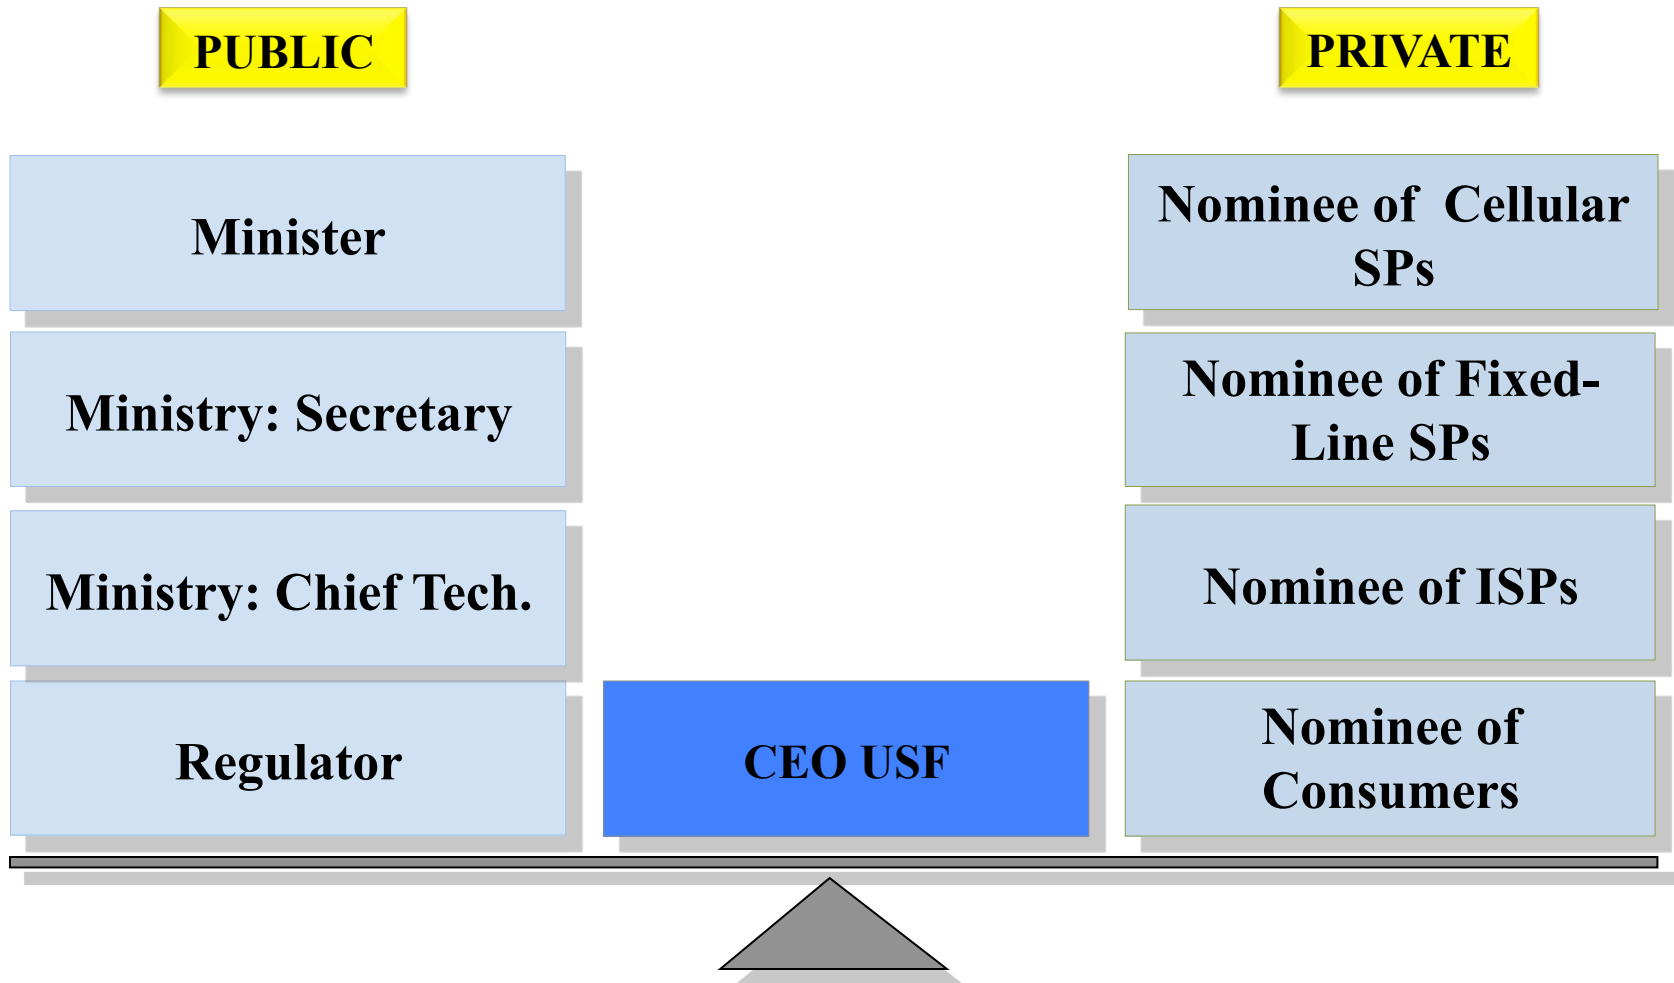 PUBLIC
PRIVATE
Minister
Nominee of Cellular
SPs
Ministry: Secretary
Nominee of Fixed-
Line SPs
Ministry: Chief Tech.
Nominee of ISPs
Regulator
CEO USF
Nominee of
Consumers